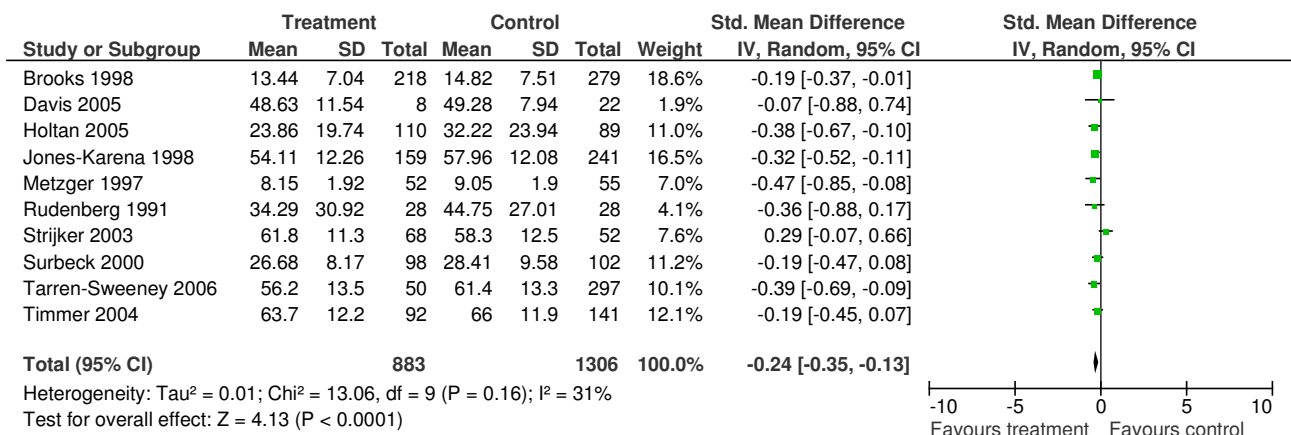 Treatment Control Std. Mean Difference Std. Mean Difference
Study or Subgroup Mean SD Total Mean SD Total Weight IV, Random, 95% CI IV, Random, 95% CI
Brooks 1998 13.44 7.04 218 14.82 7.51 279 18.6% -0.19 [-0.37, -0.01]
Davis 2005 48.63 11.54 8 49.28 7.94 22 1.9% -0.07 [-0.88, 0.74]
Holtan 2005 23.86 19.74 110 32.22 23.94 89 11.0% -0.38 [-0.67, -0.10]
Jones-Karena 1998 54.11 12.26 159 57.96 12.08 241 16.5% -0.32 [-0.52, -0.11]
Metzger 1997 8.15 1.92 52 9.05 1.9 55 7.0% -0.47 [-0.85, -0.08]
Rudenberg 1991 34.29 30.92 28 44.75 27.01 28 4.1% -0.36 [-0.88, 0.17]
Strijker 2003 61.8 11.3 68 58.3 12.5 52 7.6% 0.29 [-0.07, 0.66]
Surbeck 2000 26.68 8.17 98 28.41 9.58 102 11.2% -0.19 [-0.47, 0.08]
Tarren-Sweeney 2006 56.2 13.5 50 61.4 13.3 297 10.1% -0.39 [-0.69, -0.09]
Timmer 2004 63.7 12.2 92 66 11.9 141 12.1% -0.19 [-0.45, 0.07]
Total (95% CI) 883 1306 100.0% -0.24 [-0.35, -0.13]
Heterogeneity: Tau² = 0.01; Chi² = 13.06, df = 9 (P = 0.16); I² = 31%
Test for overall effect: Z = 4.13 (P < 0.0001)
-10 -5 0 5 10
Favours treatment Favours control